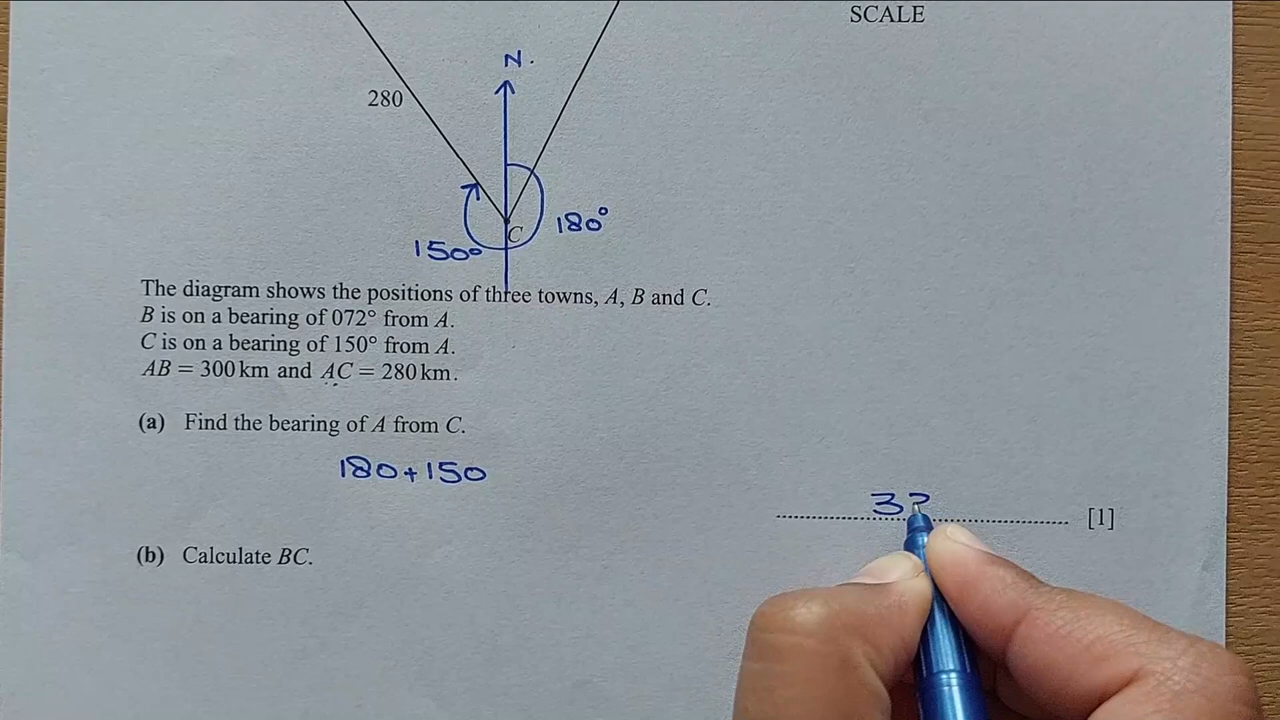 SCALE
N.
280
C
180°
150°
The diagram shows the positions of three towns, A, B and C.
B is on a bearing of 072° from A.
C is on a bearing of 150° from A.
AB = 300 km and AC = 280 km.
(a) Find the bearing of A from C.
180+150
33
[1]
(b) Calculate BC.